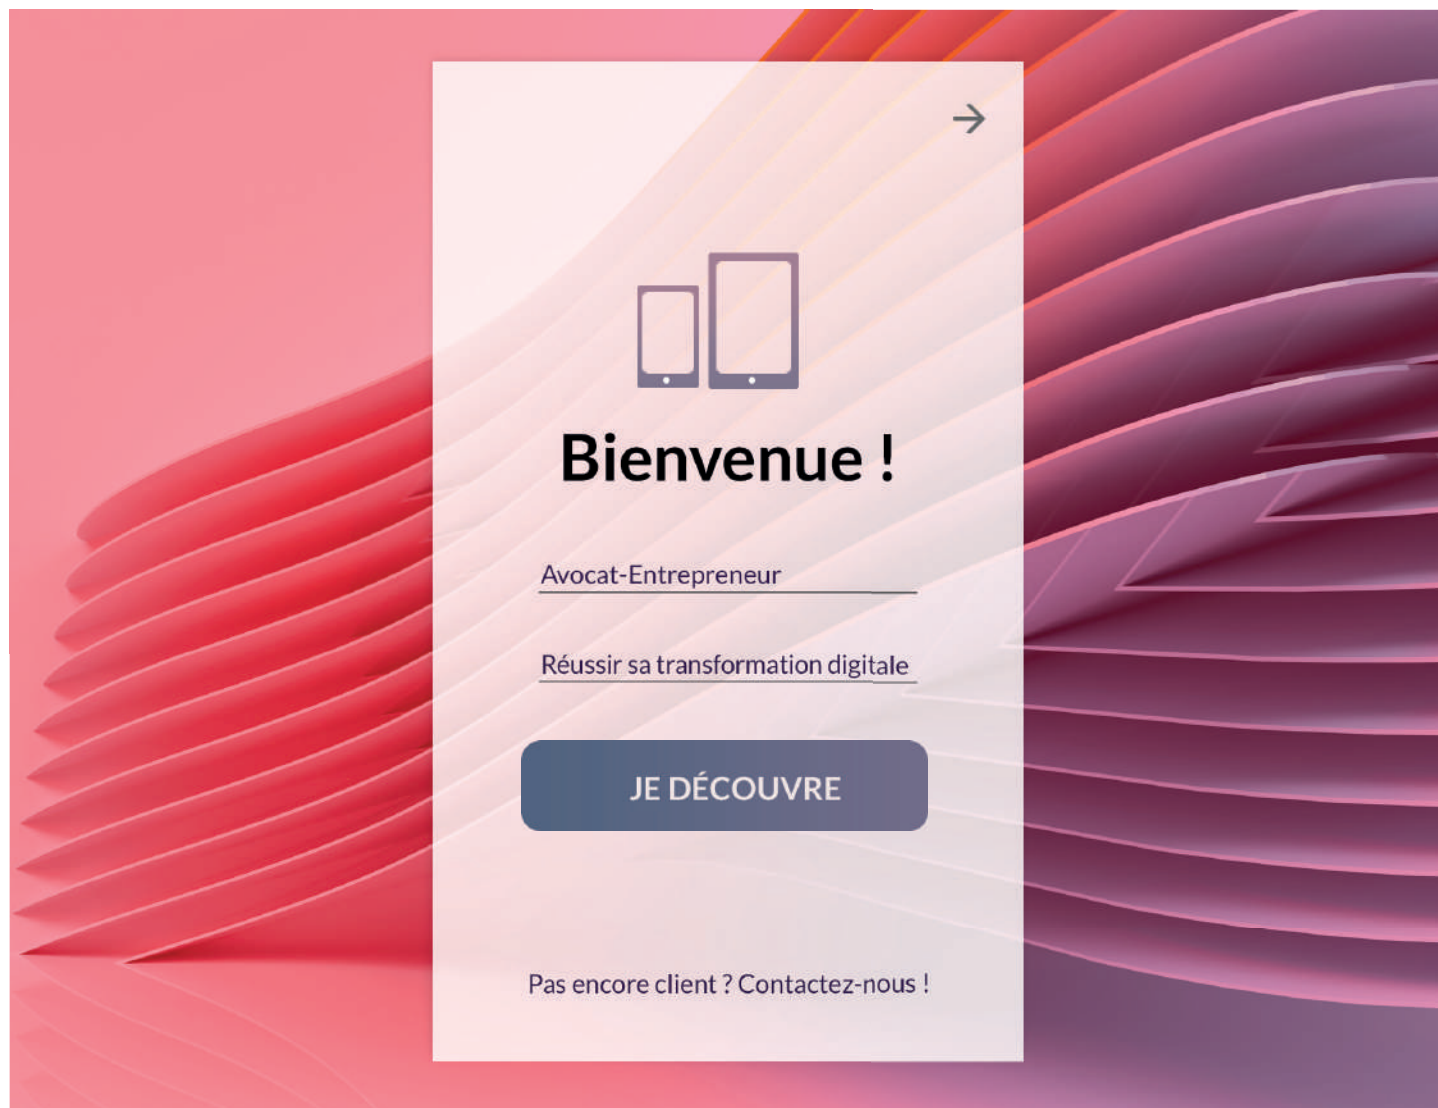 Bienvenue !
Avocat-Entrepreneur
Réussir sa transformation digitale
JE DÉCOUVRE
Pas encore client ? Contactez-nous !